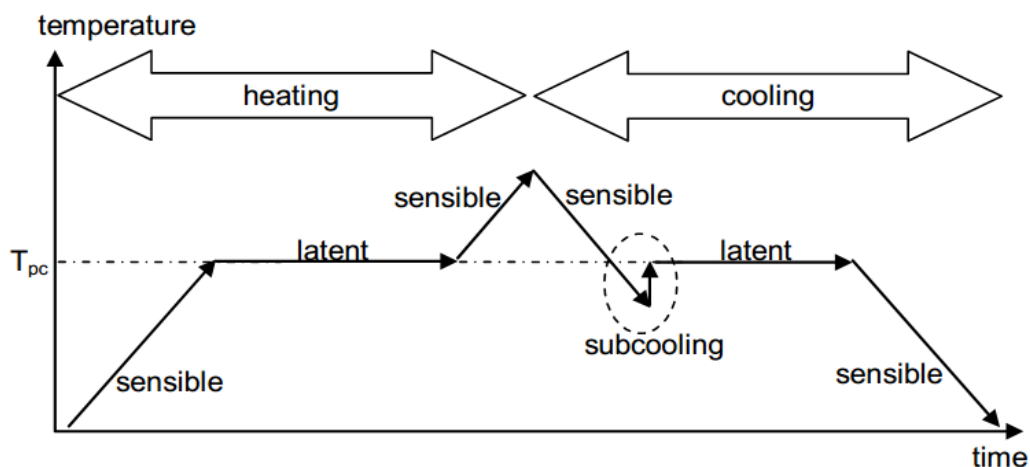 temperature
heating
cooling
sensible
sensible
T_pc
latent
latent
subcooling
sensible
sensible
time